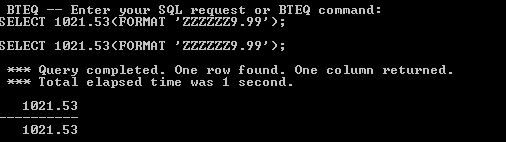 BTEQ -- Enter your SQL request or BTEQ command:
SELECT 1021.53(FORMAT 'ZZZZZZ9.99');
SELECT 1021.53(FORMAT 'ZZZZZZ9.99');
*** Query completed. One row found. One column returned.
*** Total elapsed time was 1 second.
1021.53
----------
1021.53